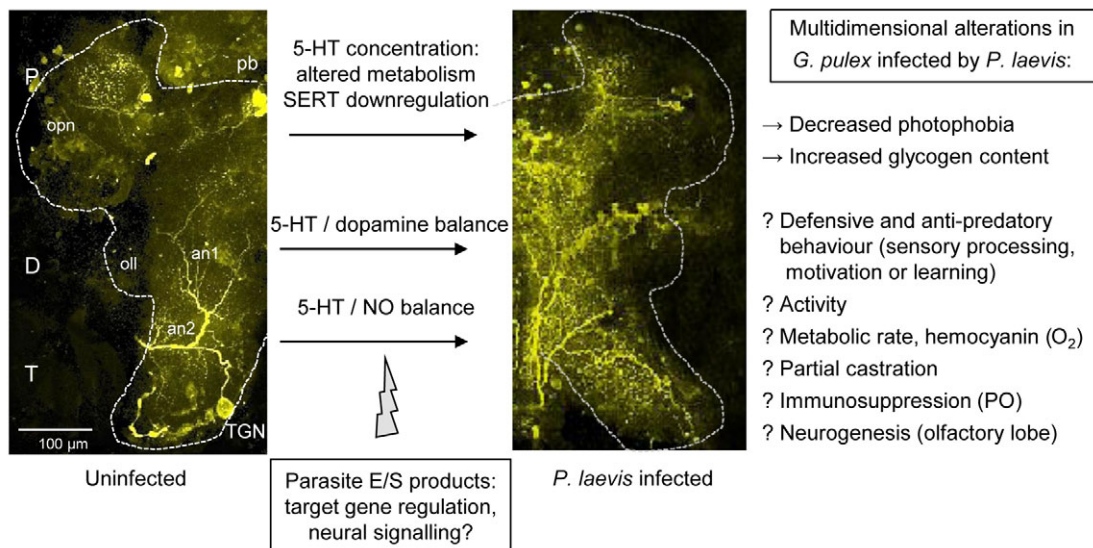 P
pb
opn
D
oll
an1
an2
T
TGN
100 µm
Uninfected
5-HT concentration:
altered metabolism
SERT downregulation
5-HT / dopamine balance
5-HT / NO balance
Parasite E/S products:
target gene regulation,
neural signalling?
P. laevis infected
Multidimensional alterations in
G. pulex infected by P. laevis:
→ Decreased photophobia
→ Increased glycogen content
? Defensive and anti-predatory
behaviour (sensory processing,
motivation or learning)
? Activity
? Metabolic rate, hemocyanin (O₂)
? Partial castration
? Immunosuppression (PO)
? Neurogenesis (olfactory lobe)